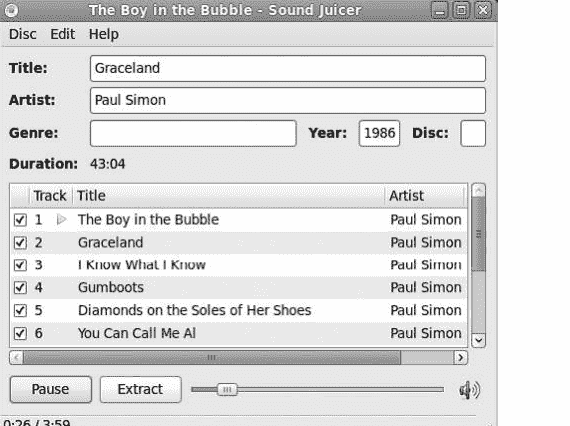 The Boy in the Bubble - Sound Juicer
Disc Edit Help
Title: Graceland
Artist: Paul Simon
Genre: Year: 1986 Disc:
Duration: 43:04
Track Title Artist
1 The Boy in the Bubble Paul Simon
2 Graceland Paul Simon
3 I Know What I Know Paul Simon
4 Gumboots Paul Simon
5 Diamonds on the Soles of Her Shoes Paul Simon
6 You Can Call Me Al Paul Simon
Pause Extract
0:26 / 3:59